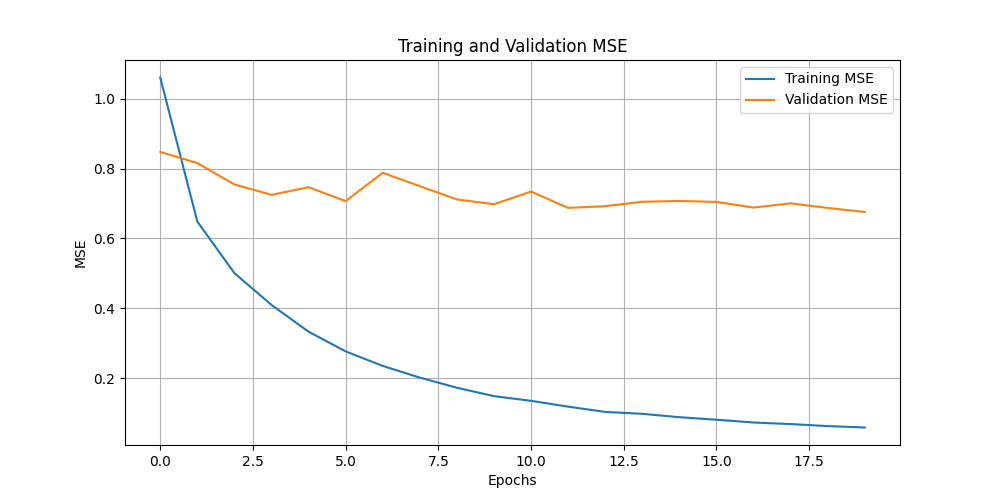 Training and Validation MSE
Training MSE
Validation MSE
MSE
1.0
0.8
0.6
0.4
0.2
0.0 2.5 5.0 7.5 10.0 12.5 15.0 17.5
Epochs